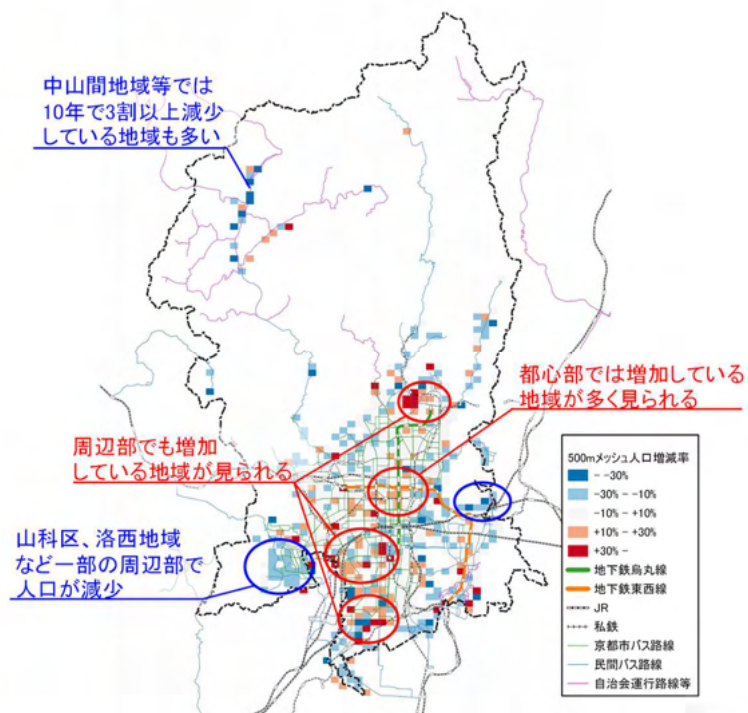 中山間地域等では
10年で3割以上減少
している地域も多い
都心部では増加している
地域が多く見られる
周辺部でも増加
している地域が見られる
山科区、洛西地域
など一部の周辺部で
人口が減少
500mメッシュ人口増減率
- -30%
-30% - -10%
-10% - +10%
+10% - +30%
+30% -
地下鉄烏丸線
地下鉄東西線
JR
私鉄
京都市バス路線
民間バス路線
自治会運行路線等